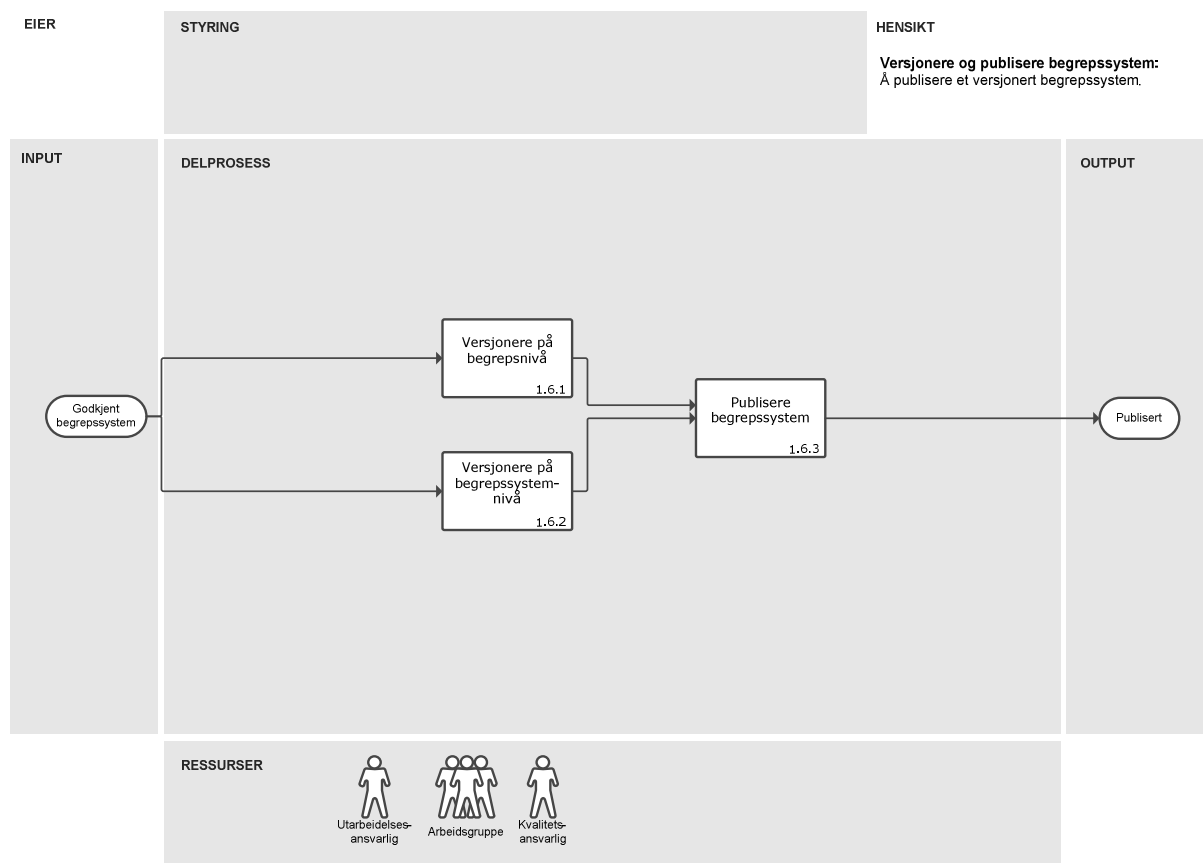 EIER
STYRING
HENSIKT
Versjonere og publisere begrepssystem:
Å publisere et versjonert begrepssystem.
INPUT
DELPROSESS
OUTPUT
Godkjent
begrepssystem
Versjonere på
begrepsnivå
1.6.1
Versjonere på
begrepssystem-
nivå
1.6.2
Publisere
begrepssystem
1.6.3
Publisert
RESSURSER
Utarbeidelses-
ansvarlig
Arbeidsgruppe
Kvalitets-
ansvarlig